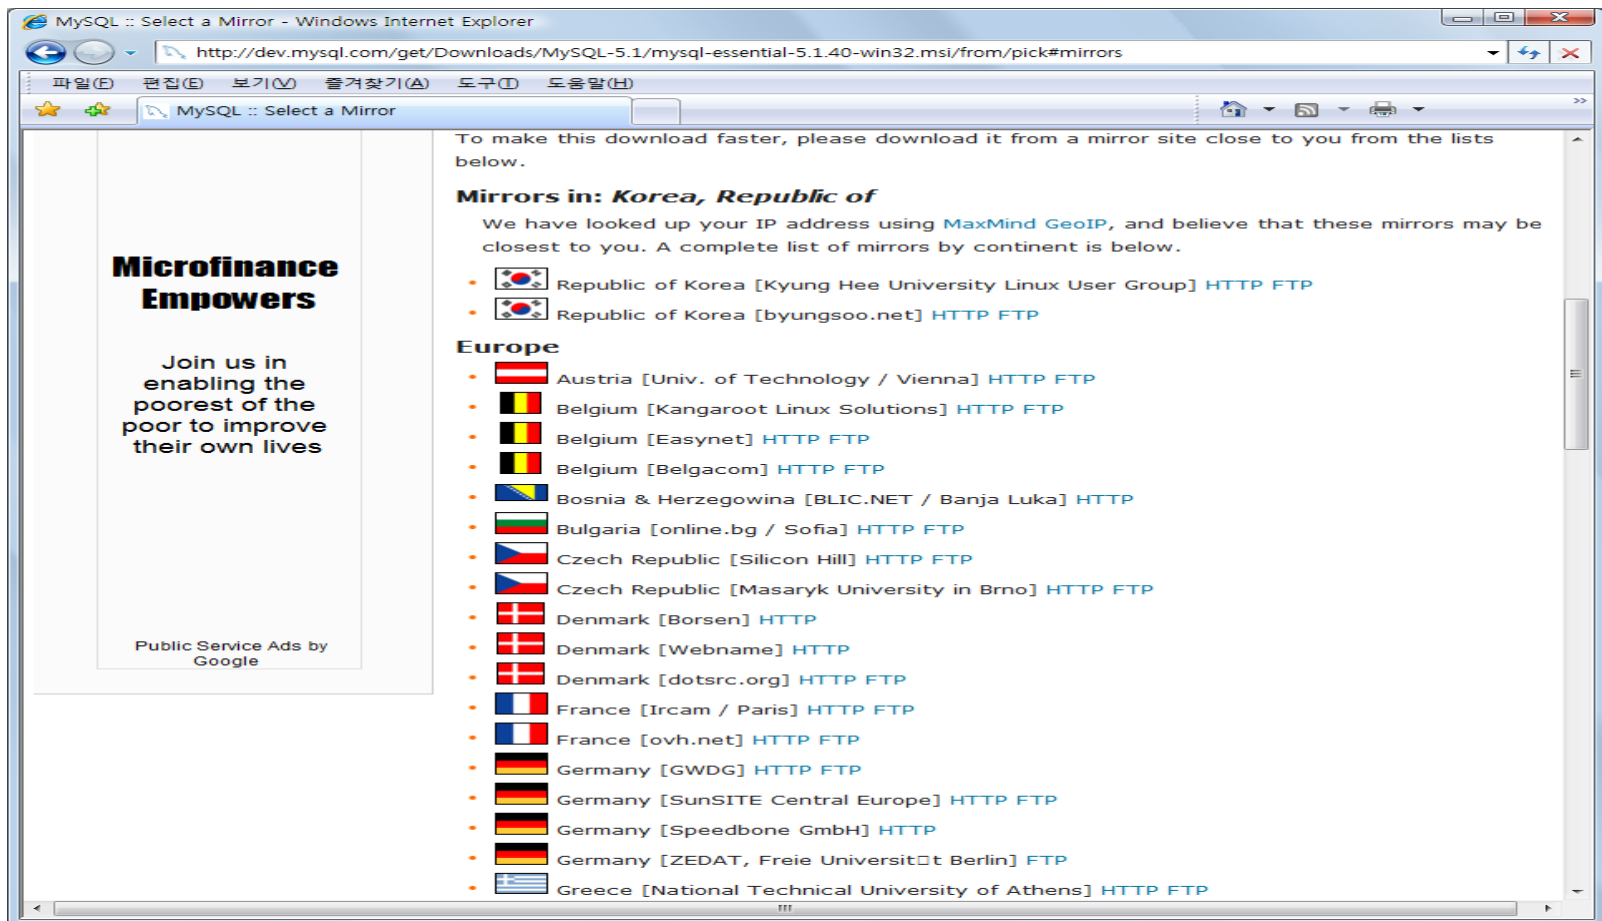 MySQL :: Select a Mirror - Windows Internet Explorer
http://dev.mysql.com/get/Downloads/MySQL-5.1/mysql-essential-5.1.40-win32.msi/from/pick#mirrors
파일(F) 편집(E) 보기(V) 즐겨찾기(A) 도구(T) 도움말(H)
MySQL :: Select a Mirror
Microfinance
Empowers
Join us in
enabling the
poorest of the
poor to improve
their own lives
Public Service Ads by
Google
To make this download faster, please download it from a mirror site close to you from the lists
below.
Mirrors in: Korea, Republic of
We have looked up your IP address using MaxMind GeoIP, and believe that these mirrors may be
closest to you. A complete list of mirrors by continent is below.
Republic of Korea [Kyung Hee University Linux User Group] HTTP FTP
Republic of Korea [byungsoo.net] HTTP FTP
Europe
Austria [Univ. of Technology / Vienna] HTTP FTP
Belgium [Kangaroot Linux Solutions] HTTP FTP
Belgium [Easynet] HTTP FTP
Belgium [Belgacom] HTTP FTP
Bosnia & Herzegowina [BLIC.NET / Banja Luka] HTTP
Bulgaria [online.bg / Sofia] HTTP FTP
Czech Republic [Silicon Hill] HTTP FTP
Czech Republic [Masaryk University in Brno] HTTP FTP
Denmark [Borsen] HTTP
Denmark [Webname] HTTP
Denmark [dotsrc.org] HTTP FTP
France [Ircam / Paris] HTTP FTP
France [ovh.net] HTTP FTP
Germany [GWDG] HTTP FTP
Germany [SunSITE Central Europe] HTTP FTP
Germany [Speedbone GmbH] HTTP
Germany [ZEDAT, Freie Universit□t Berlin] FTP
Greece [National Technical University of Athens] HTTP FTP